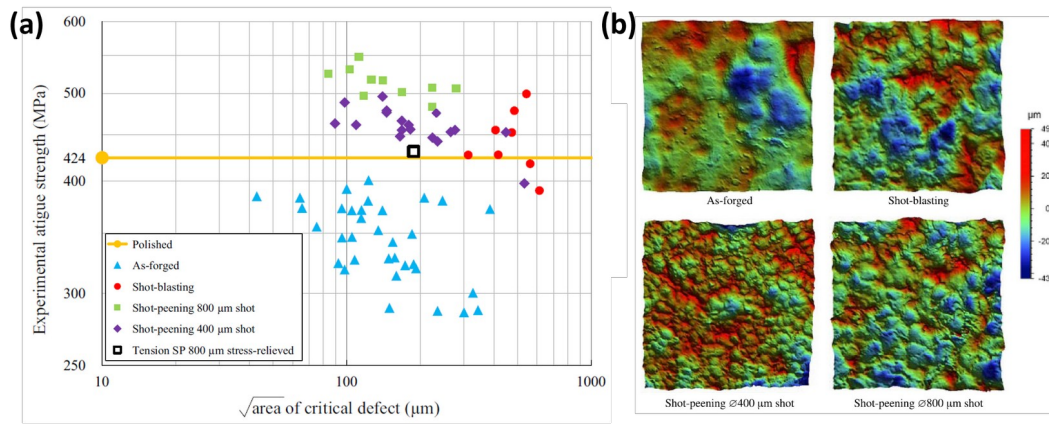 (a)
600
500
424
400
300
250
Experimental atigue strength (MPa)
Polished
As-forged
Shot-blasting
Shot-peening 800 µm shot
Shot-peening 400 µm shot
Tension SP 800 µm stress-relieved
10
100
1000
√area of critical defect (µm)
(b)
As-forged
Shot-blasting
µm
Shot-peening ∅400 µm shot
Shot-peening ∅800 µm shot